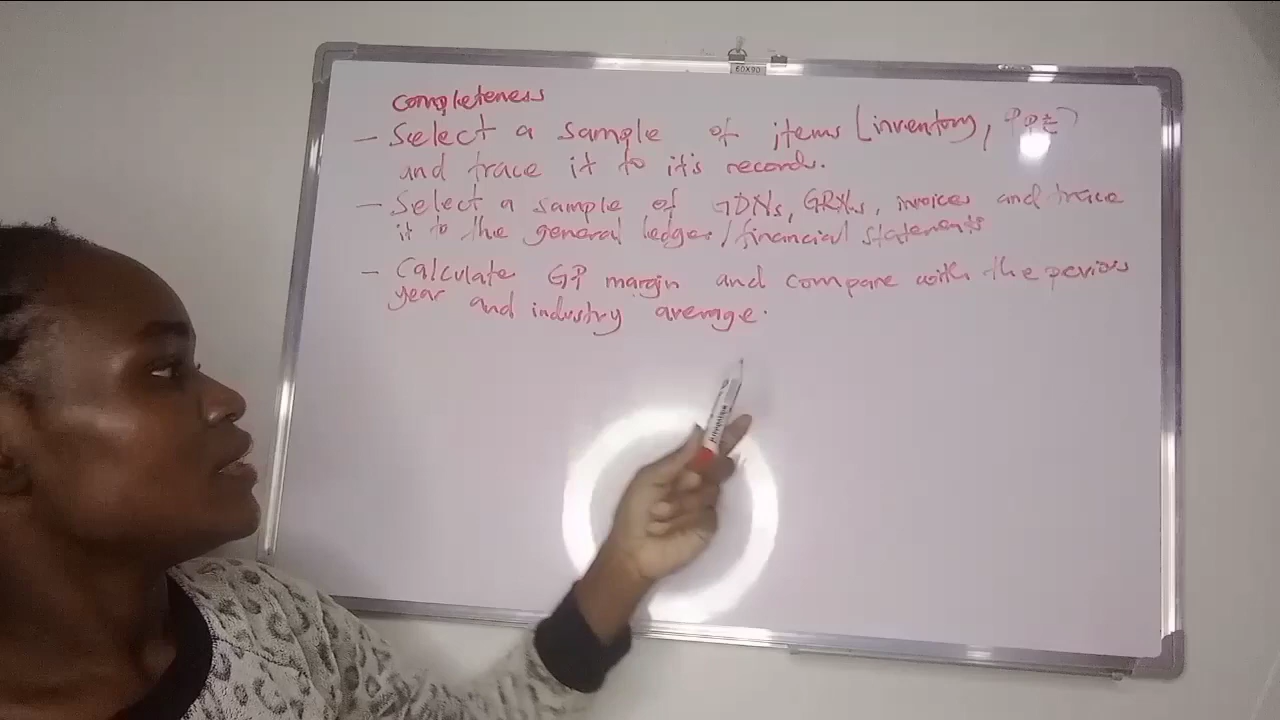 60X90
Completeness
- Select a sample of items (inventory, PPE)
and trace it to it's records.
- Select a sample of GDNs, GRNs, invoices and trace
it to the general ledger / financial statements
- Calculate GP margin and compare with the pervious
year and industry average.